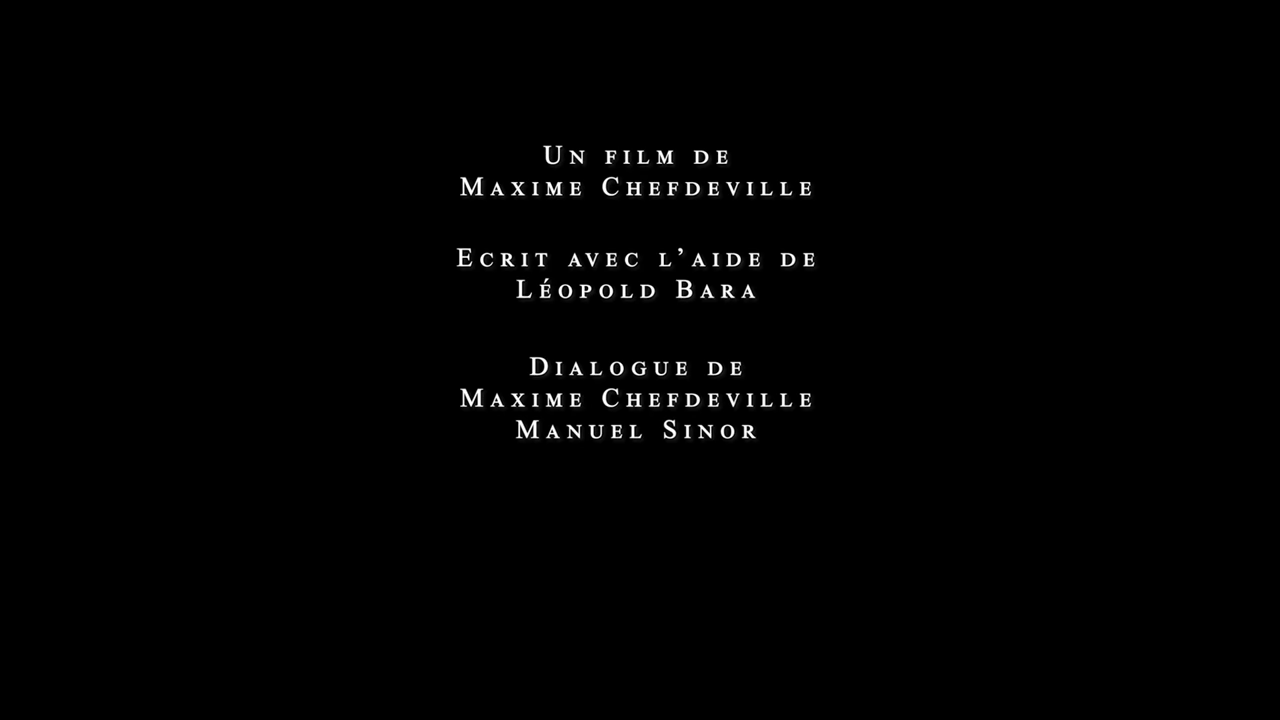 Un film de
Maxime Chefdeville
Ecrit avec l’aide de
Léopold Bara
Dialogue de
Maxime Chefdeville
Manuel Sinor